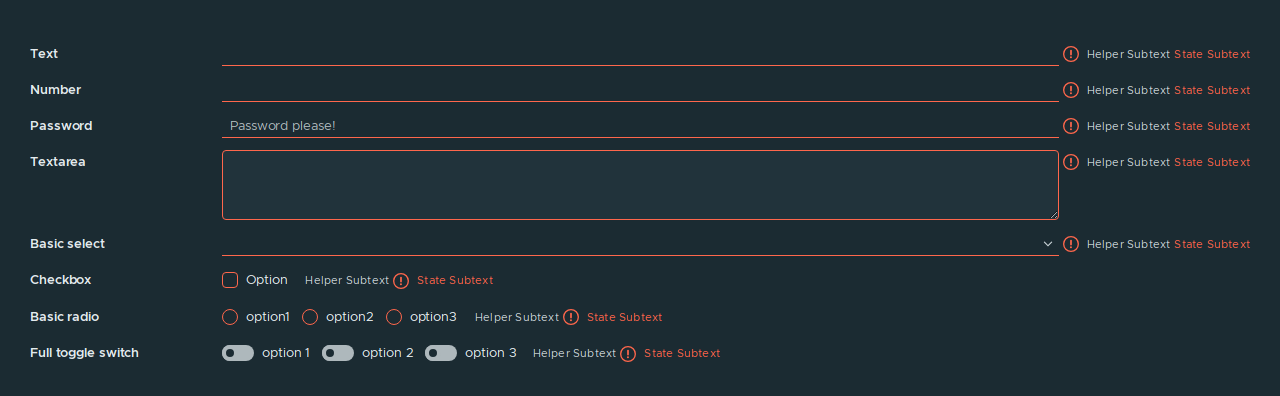 Text Helper Subtext State Subtext
Number Helper Subtext State Subtext
Password Password please! Helper Subtext State Subtext
Textarea Helper Subtext State Subtext
Basic select Helper Subtext State Subtext
Checkbox Option Helper Subtext State Subtext
Basic radio option1 option2 option3 Helper Subtext State Subtext
Full toggle switch option 1 option 2 option 3 Helper Subtext State Subtext